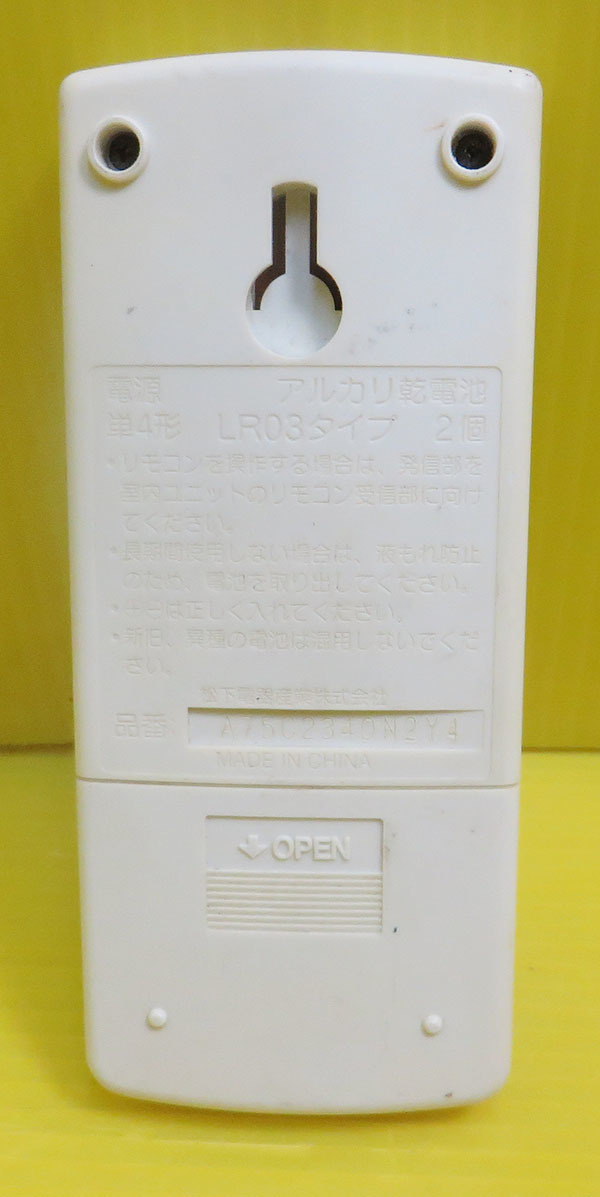 電源 アルカリ乾電池
単4形 LR03タイプ 2個
・リモコンを操作する場合は、発信部を
室内ユニットのリモコン受信部に向け
てください。
・長期間使用しない場合は、液もれ防止
のため、電池を取り出してください。
・⊕⊖は正しく入れてください。
・新旧、異種の電池は混用しないでくだ
さい。
松下電器産業株式会社
品番: A75C2340N2Y4
MADE IN CHINA
OPEN